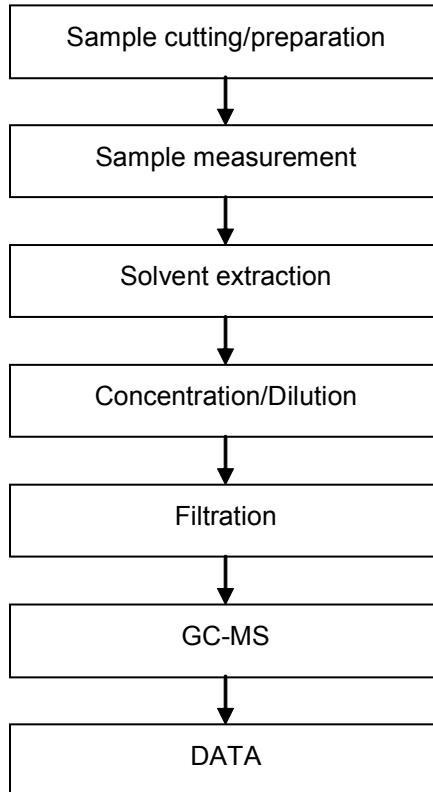 Sample cutting/preparation
Sample measurement
Solvent extraction
Concentration/Dilution
Filtration
GC-MS
DATA